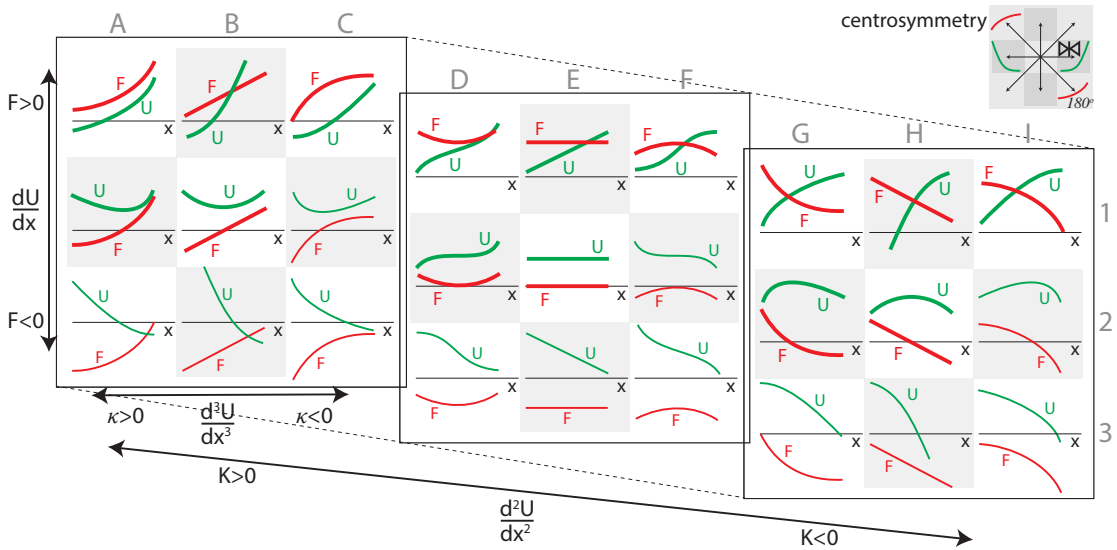 centrosymmetry
180°
A B C
D E F
G H I
F>0
dU
dx
F<0
F U x
F U x
F U x
U F x
U F x
U F x
U F x
U F x
U F x
F U x
F U x
F U x
U F x
U F x
U F x
U F x
U F x
U F x
U F x
F U x
F U x
U F x
U F x
U F x
U F x
U F x
U F x
1
2
3
κ>0
d³U
dx³
κ<0
K>0
d²U
dx²
K<0